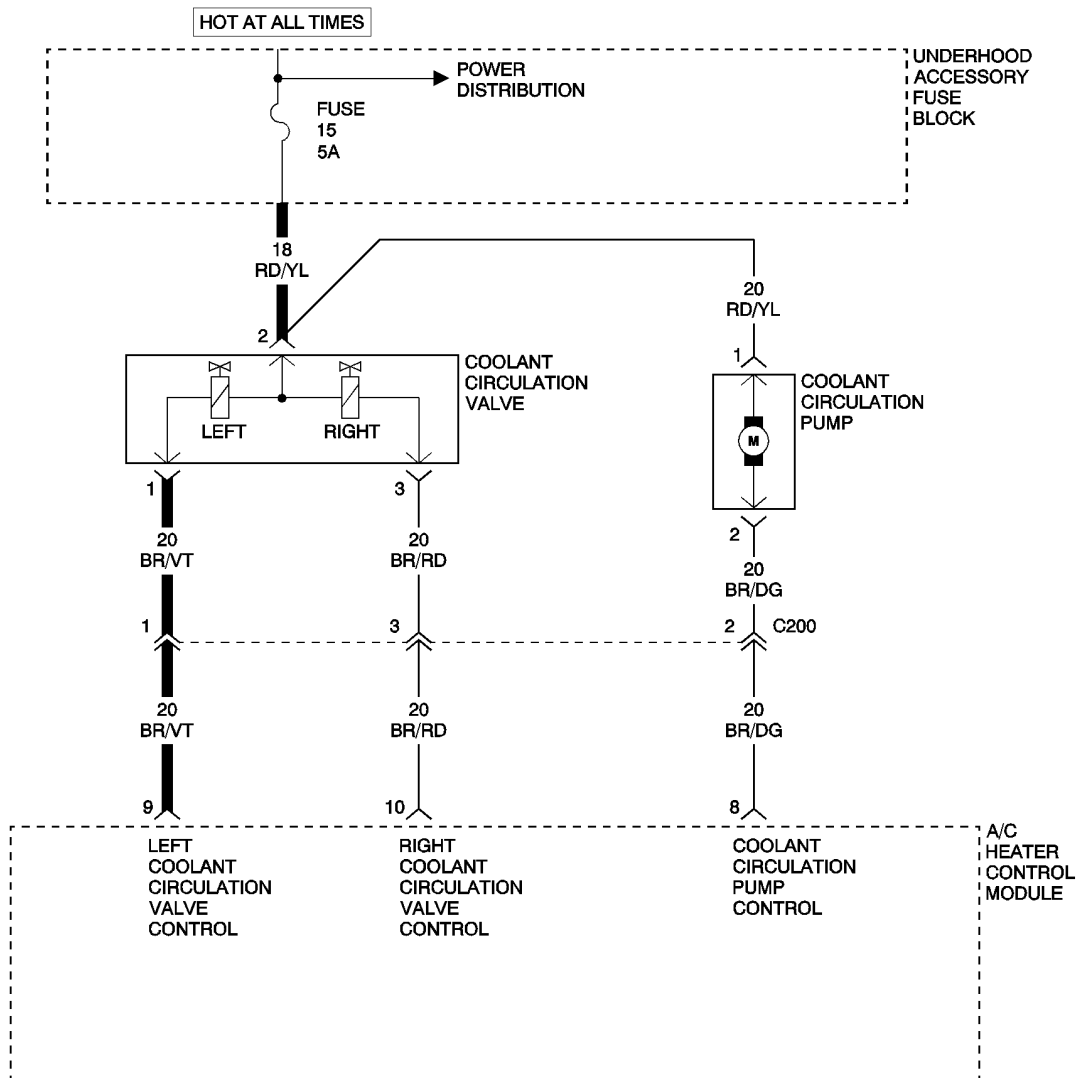 HOT AT ALL TIMES
POWER
DISTRIBUTION
UNDERHOOD
ACCESSORY
FUSE
BLOCK
FUSE
15
5A
18
RD/YL
20
RD/YL
2
1
COOLANT
CIRCULATION
VALVE
LEFT
RIGHT
COOLANT
CIRCULATION
PUMP
M
1
3
2
20
BR/VT
20
BR/RD
20
BR/DG
1
3
2
C200
20
BR/VT
20
BR/RD
20
BR/DG
9
10
8
LEFT
COOLANT
CIRCULATION
VALVE
CONTROL
RIGHT
COOLANT
CIRCULATION
VALVE
CONTROL
COOLANT
CIRCULATION
PUMP
CONTROL
A/C
HEATER
CONTROL
MODULE